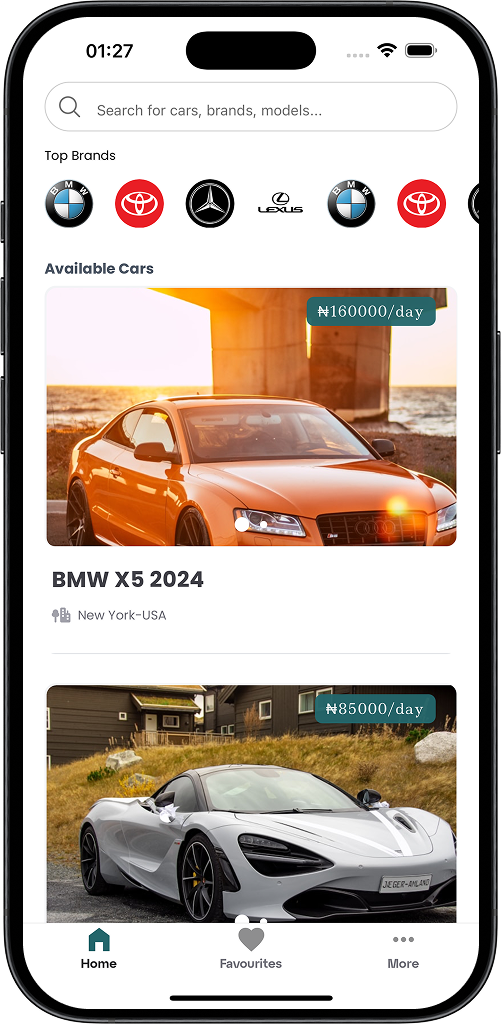 01:27
Search for cars, brands, models...
Top Brands
BMW
LEXUS
BMW
Available Cars
₦160000/day
BMW X5 2024
New York-USA
₦85000/day
JÆGER-AHLAND
Home
Favourites
More